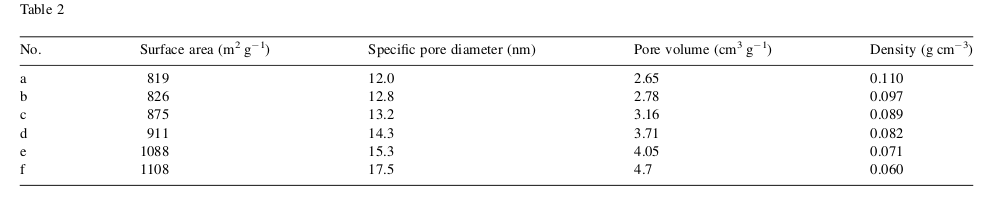 Table 2
No. Surface area (m² g⁻¹) Specific pore diameter (nm) Pore volume (cm³ g⁻¹) Density (g cm⁻³)
a 819 12.0 2.65 0.110
b 826 12.8 2.78 0.097
c 875 13.2 3.16 0.089
d 911 14.3 3.71 0.082
e 1088 15.3 4.05 0.071
f 1108 17.5 4.7 0.060